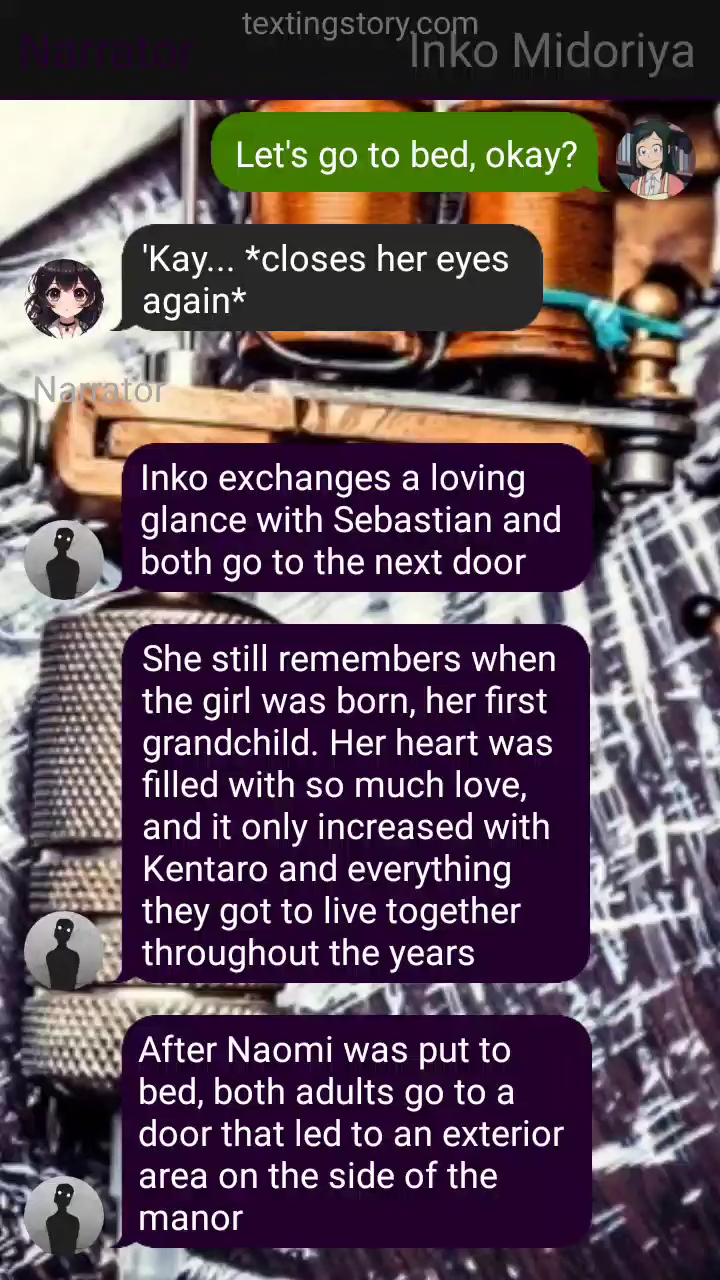 textingstory.com
Narrator
Inko Midoriya
Let's go to bed, okay?
'Kay... *closes her eyes
again*
Narrator
Inko exchanges a loving
glance with Sebastian and
both go to the next door
She still remembers when
the girl was born, her first
grandchild. Her heart was
filled with so much love,
and it only increased with
Kentaro and everything
they got to live together
throughout the years
After Naomi was put to
bed, both adults go to a
door that led to an exterior
area on the side of the
manor